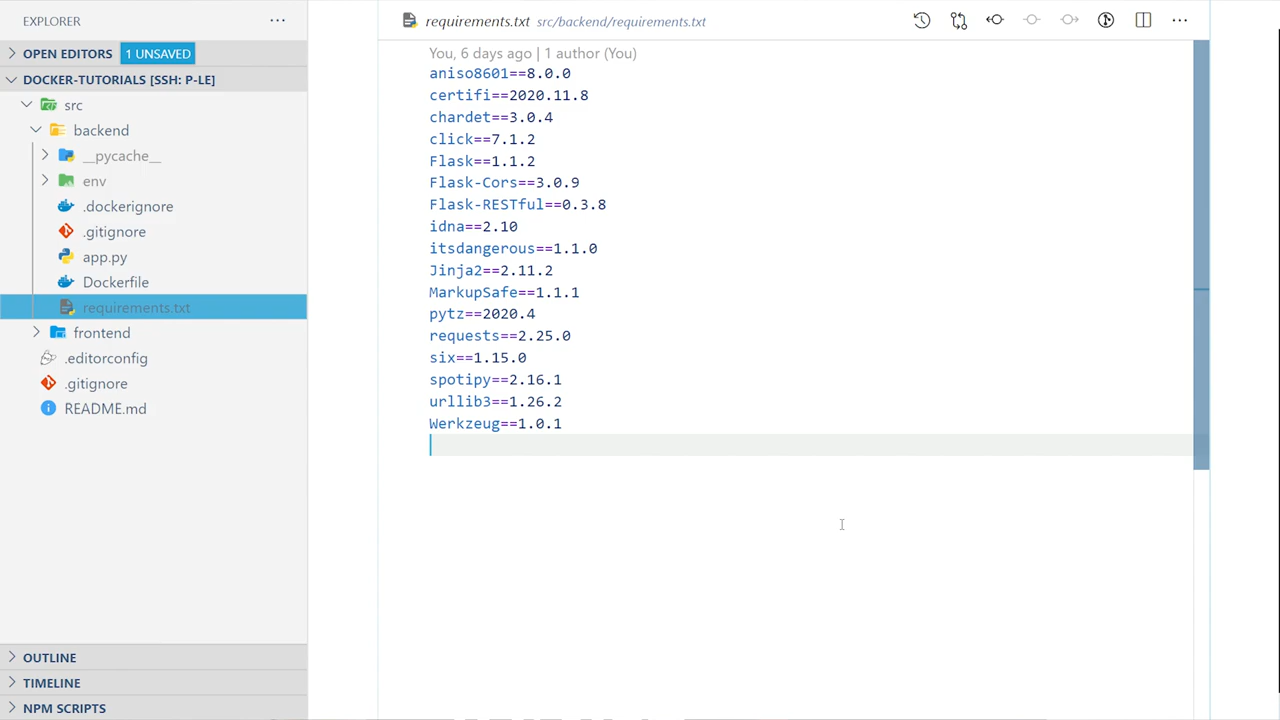 EXPLORER
OPEN EDITORS 1 UNSAVED
DOCKER-TUTORIALS [SSH: P-LE]
src
backend
__pycache__
env
.dockerignore
.gitignore
app.py
Dockerfile
requirements.txt
frontend
.editorconfig
.gitignore
README.md
OUTLINE
TIMELINE
NPM SCRIPTS
requirements.txt src/backend/requirements.txt
You, 6 days ago | 1 author (You)
aniso8601==8.0.0
certifi==2020.11.8
chardet==3.0.4
click==7.1.2
Flask==1.1.2
Flask-Cors==3.0.9
Flask-RESTful==0.3.8
idna==2.10
itsdangerous==1.1.0
Jinja2==2.11.2
MarkupSafe==1.1.1
pytz==2020.4
requests==2.25.0
six==1.15.0
spotipy==2.16.1
urllib3==1.26.2
Werkzeug==1.0.1